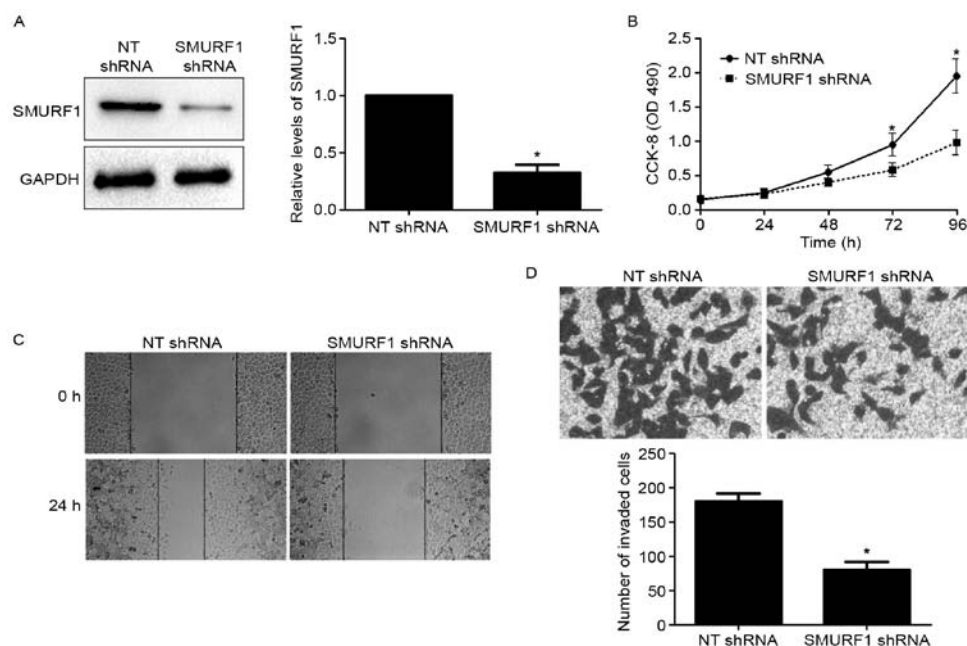 A
NT
shRNA
SMURF1
shRNA
SMURF1
GAPDH
Relative levels of SMURF1
1.5
1.0
0.5
0.0
*
NT shRNA
SMURF1 shRNA
B
CCK-8 (OD 490)
2.5
2.0
1.5
1.0
0.5
0.0
NT shRNA
SMURF1 shRNA
*
*
0
24
48
72
96
Time (h)
C
NT shRNA
SMURF1 shRNA
0 h
24 h
D
NT shRNA
SMURF1 shRNA
Number of invaded cells
250
200
150
100
50
0
*
NT shRNA
SMURF1 shRNA